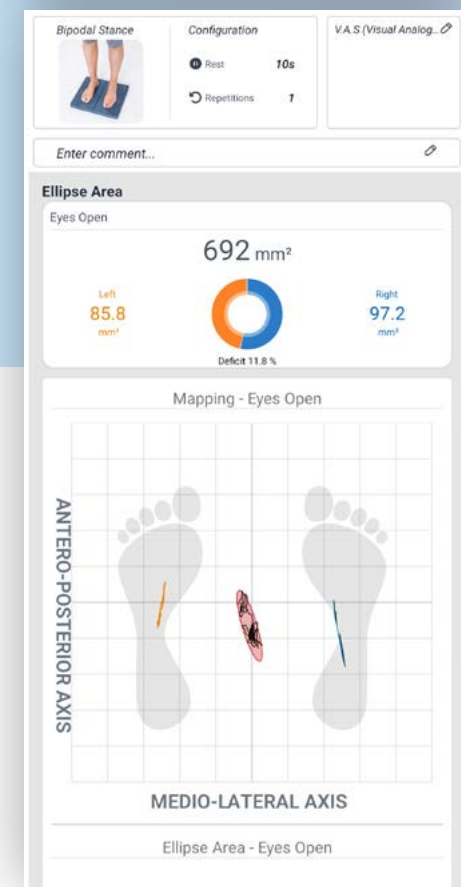 Bipodal Stance
Configuration
Rest 10s
Repetitions 1
V.A.S (Visual Analog...
Enter comment...
Ellipse Area
Eyes Open
692 mm²
Left
85.8
mm²
Right
97.2
mm²
Deficit 11.8 %
Mapping - Eyes Open
ANTERO-POSTERIOR AXIS
MEDIO-LATERAL AXIS
Ellipse Area - Eyes Open